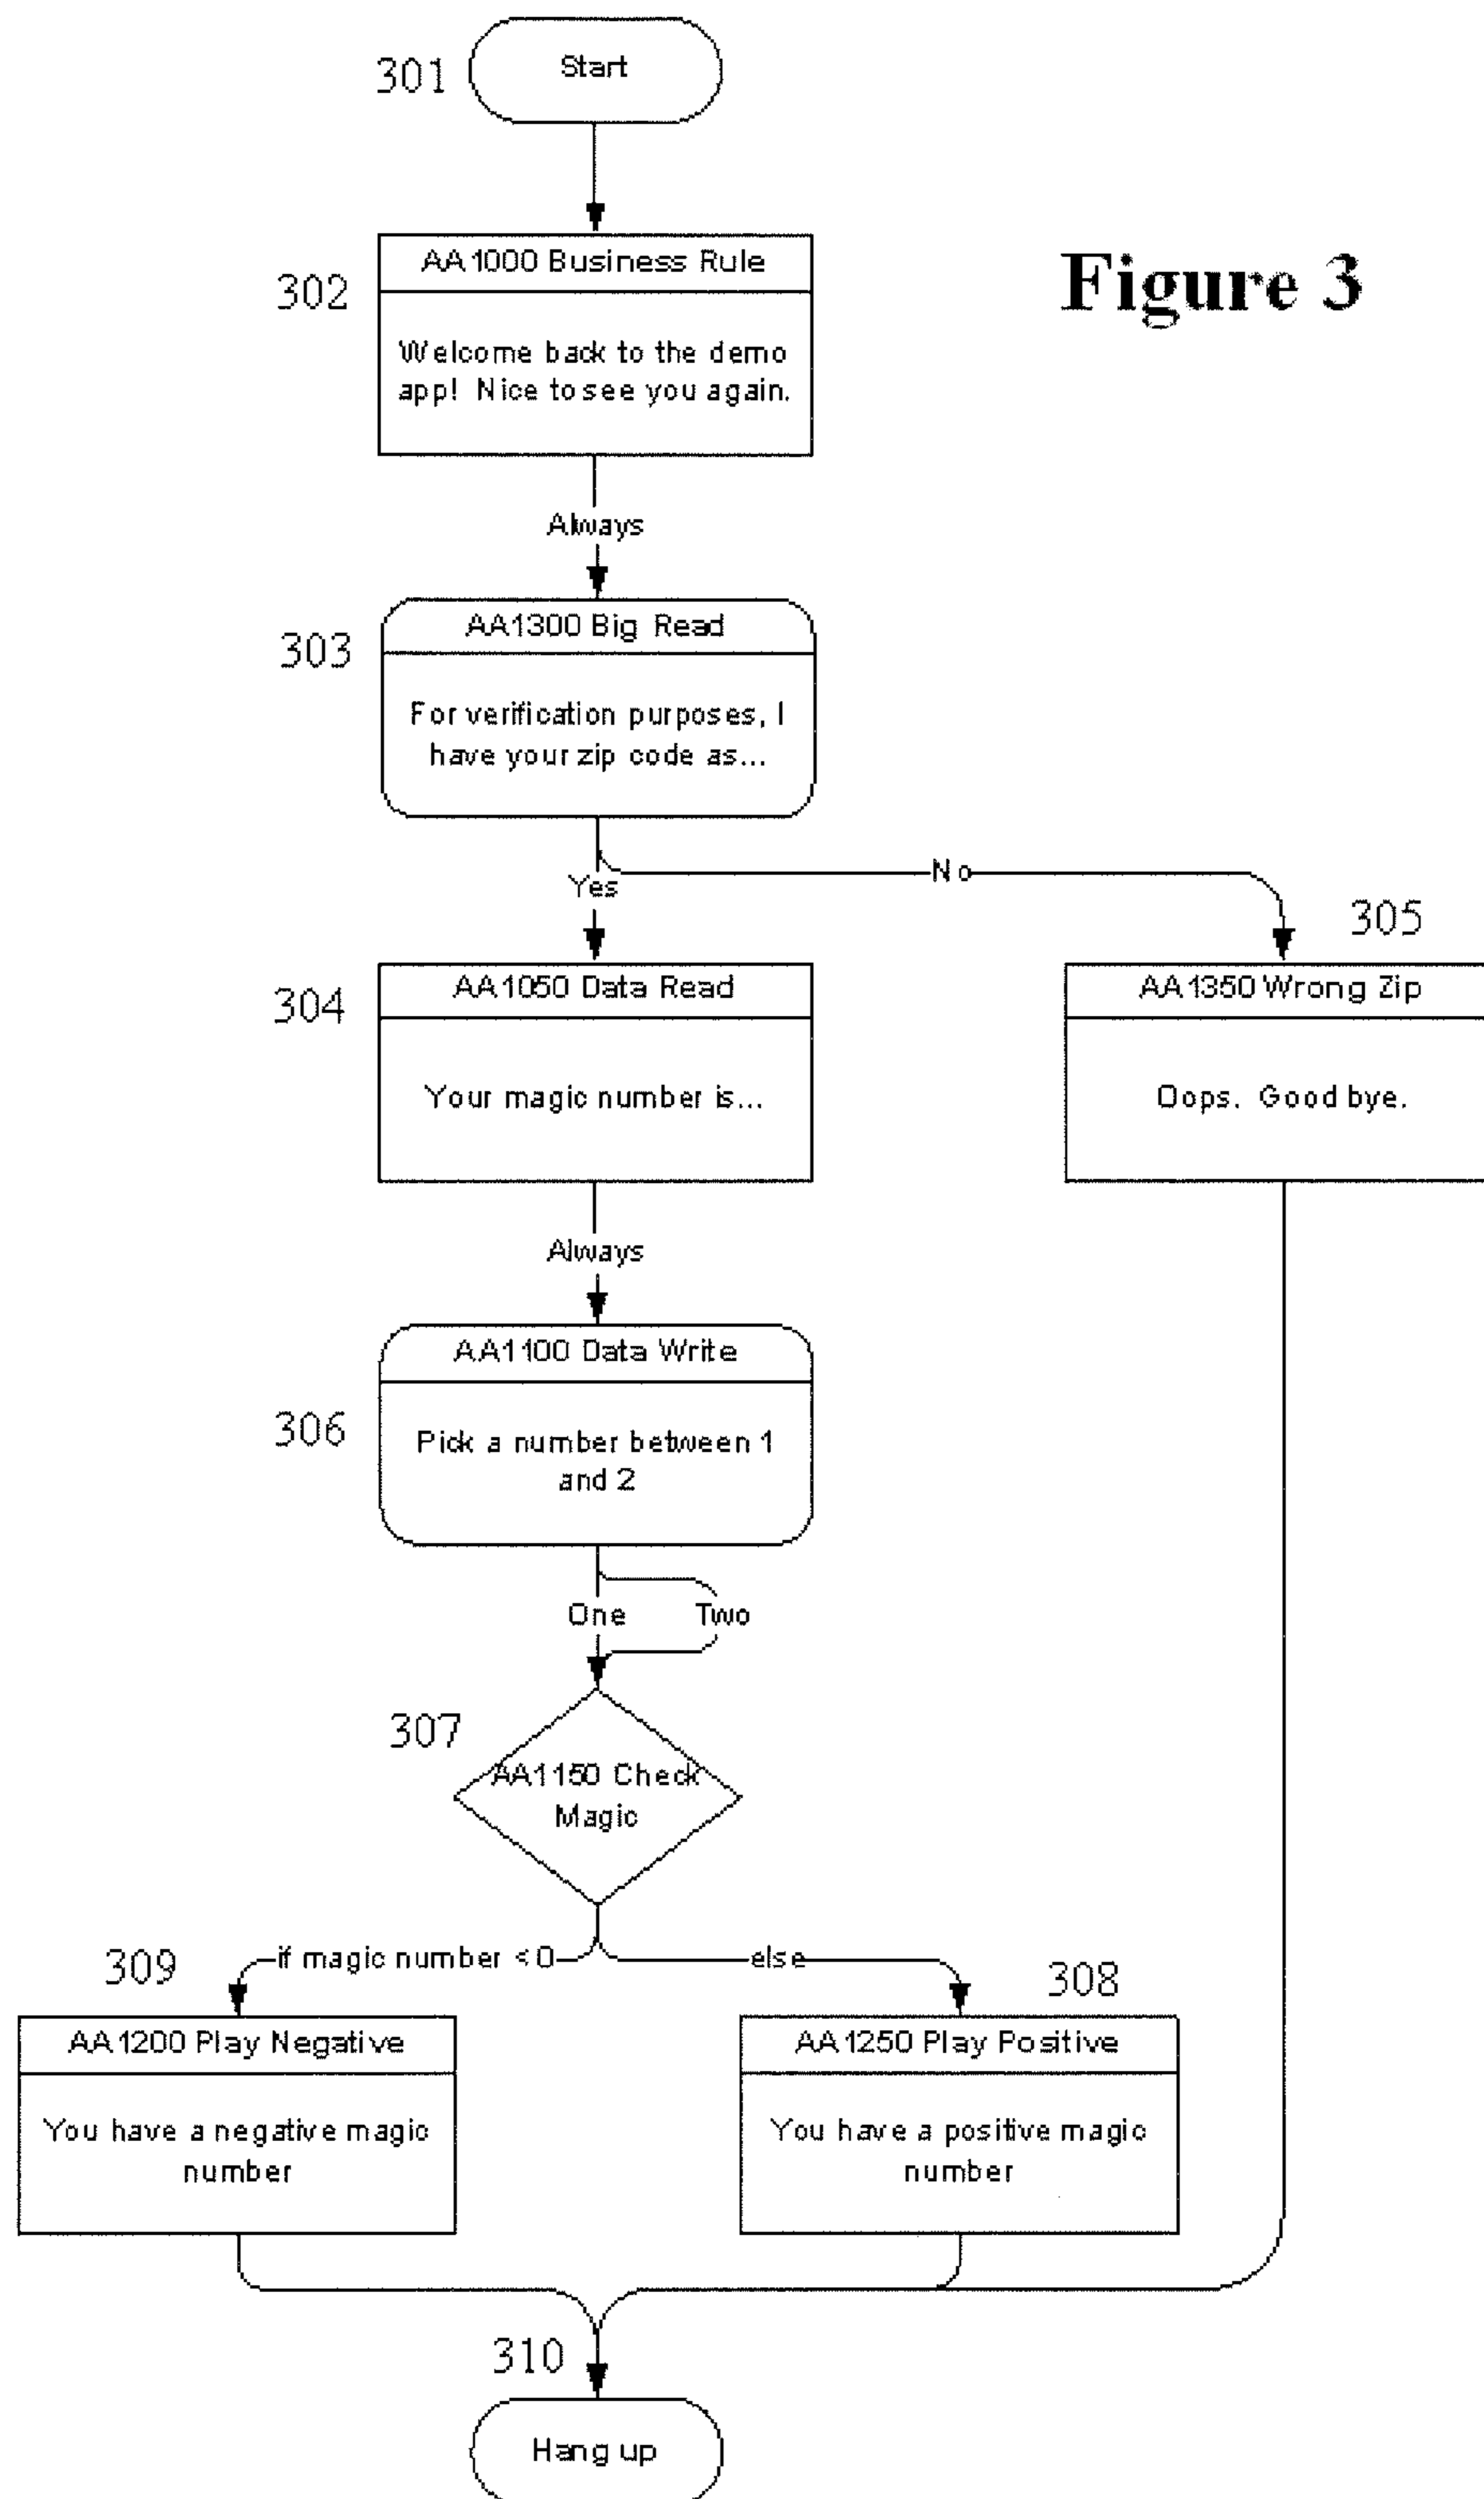 301
Start
Figure 3
302
AA1000 Business Rule
Welcome back to the demo
app! Nice to see you again.
Always
303
AA1300 Big Read
For verification purposes, I
have your zip code as...
Yes
No
304
AA1050 Data Read
Your magic number is...
305
AA1350 Wrong Zip
Oops. Good bye.
Always
306
AA1100 Data Write
Pick a number between 1
and 2
One
Two
307
AA1150 Check
Magic
if magic number < 0
else
309
AA1200 Play Negative
You have a negative magic
number
308
AA1250 Play Positive
You have a positive magic
number
310
Hang up